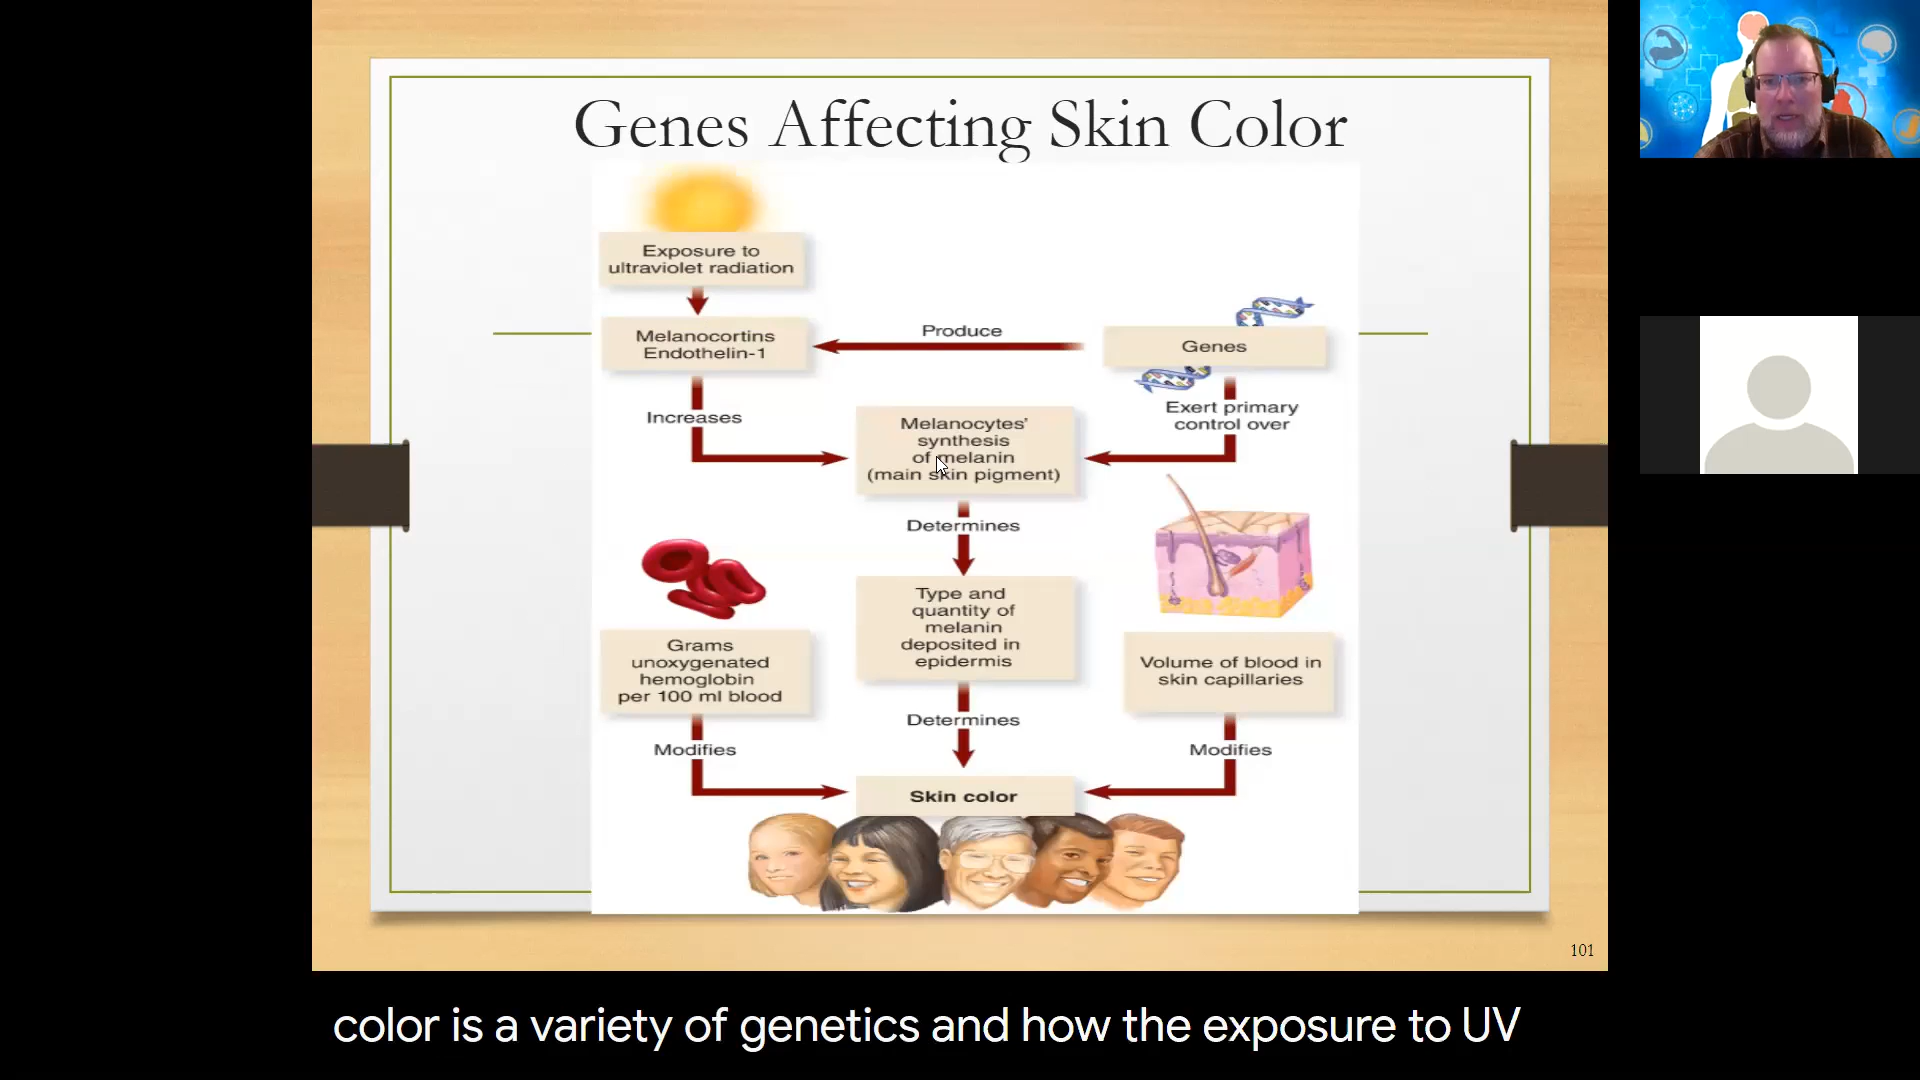 Genes Affecting Skin Color
Exposure to
ultraviolet radiation
Melanocortins
Endothelin-1
Produce
Genes
Increases
Exert primary
control over
Melanocytes'
synthesis
of melanin
(main skin pigment)
Determines
Type and
quantity of
melanin
deposited in
epidermis
Grams
unoxygenated
hemoglobin
per 100 ml blood
Volume of blood in
skin capillaries
Determines
Modifies
Modifies
Skin color
101
color is a variety of genetics and how the exposure to UV